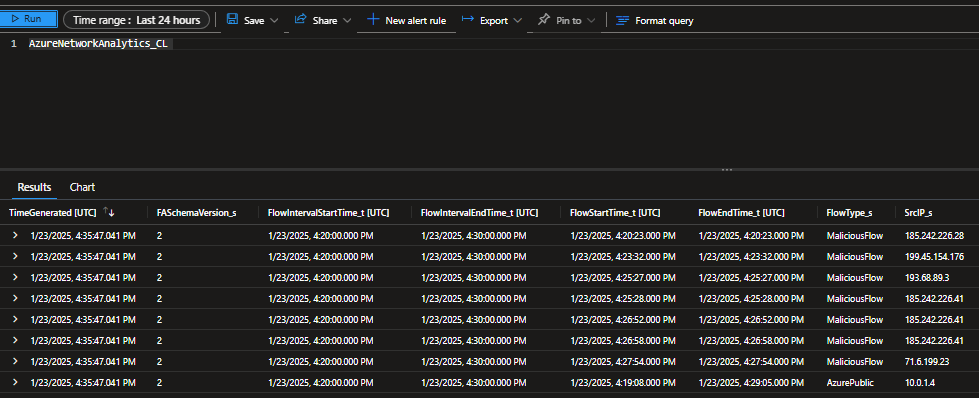 Run Time range : Last 24 hours Save Share New alert rule Export Pin to Format query
1 AzureNetworkAnalytics_CL
Results Chart
TimeGenerated [UTC] FASchemaVersion_s FlowIntervalStartTime_t [UTC] FlowIntervalEndTime_t [UTC] FlowStartTime_t [UTC] FlowEndTime_t [UTC] FlowType_s SrcIP_s
1/23/2025, 4:35:47.041 PM 2 1/23/2025, 4:20:00.000 PM 1/23/2025, 4:30:00.000 PM 1/23/2025, 4:20:23.000 PM 1/23/2025, 4:20:23.000 PM MaliciousFlow 185.242.226.28
1/23/2025, 4:35:47.041 PM 2 1/23/2025, 4:20:00.000 PM 1/23/2025, 4:30:00.000 PM 1/23/2025, 4:23:32.000 PM 1/23/2025, 4:23:32.000 PM MaliciousFlow 199.45.154.176
1/23/2025, 4:35:47.041 PM 2 1/23/2025, 4:20:00.000 PM 1/23/2025, 4:30:00.000 PM 1/23/2025, 4:25:27.000 PM 1/23/2025, 4:25:27.000 PM MaliciousFlow 193.68.89.3
1/23/2025, 4:35:47.041 PM 2 1/23/2025, 4:20:00.000 PM 1/23/2025, 4:30:00.000 PM 1/23/2025, 4:25:28.000 PM 1/23/2025, 4:25:28.000 PM MaliciousFlow 185.242.226.41
1/23/2025, 4:35:47.041 PM 2 1/23/2025, 4:20:00.000 PM 1/23/2025, 4:30:00.000 PM 1/23/2025, 4:26:52.000 PM 1/23/2025, 4:26:52.000 PM MaliciousFlow 185.242.226.41
1/23/2025, 4:35:47.041 PM 2 1/23/2025, 4:20:00.000 PM 1/23/2025, 4:30:00.000 PM 1/23/2025, 4:26:58.000 PM 1/23/2025, 4:26:58.000 PM MaliciousFlow 185.242.226.41
1/23/2025, 4:35:47.041 PM 2 1/23/2025, 4:20:00.000 PM 1/23/2025, 4:30:00.000 PM 1/23/2025, 4:27:54.000 PM 1/23/2025, 4:27:54.000 PM MaliciousFlow 71.6.199.23
1/23/2025, 4:35:47.041 PM 2 1/23/2025, 4:20:00.000 PM 1/23/2025, 4:30:00.000 PM 1/23/2025, 4:19:08.000 PM 1/23/2025, 4:29:05.000 PM AzurePublic 10.0.1.4